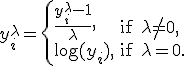 y_i^λ = { (y_i^λ − 1)/λ, if λ≠0,
log(y_i), if λ=0.